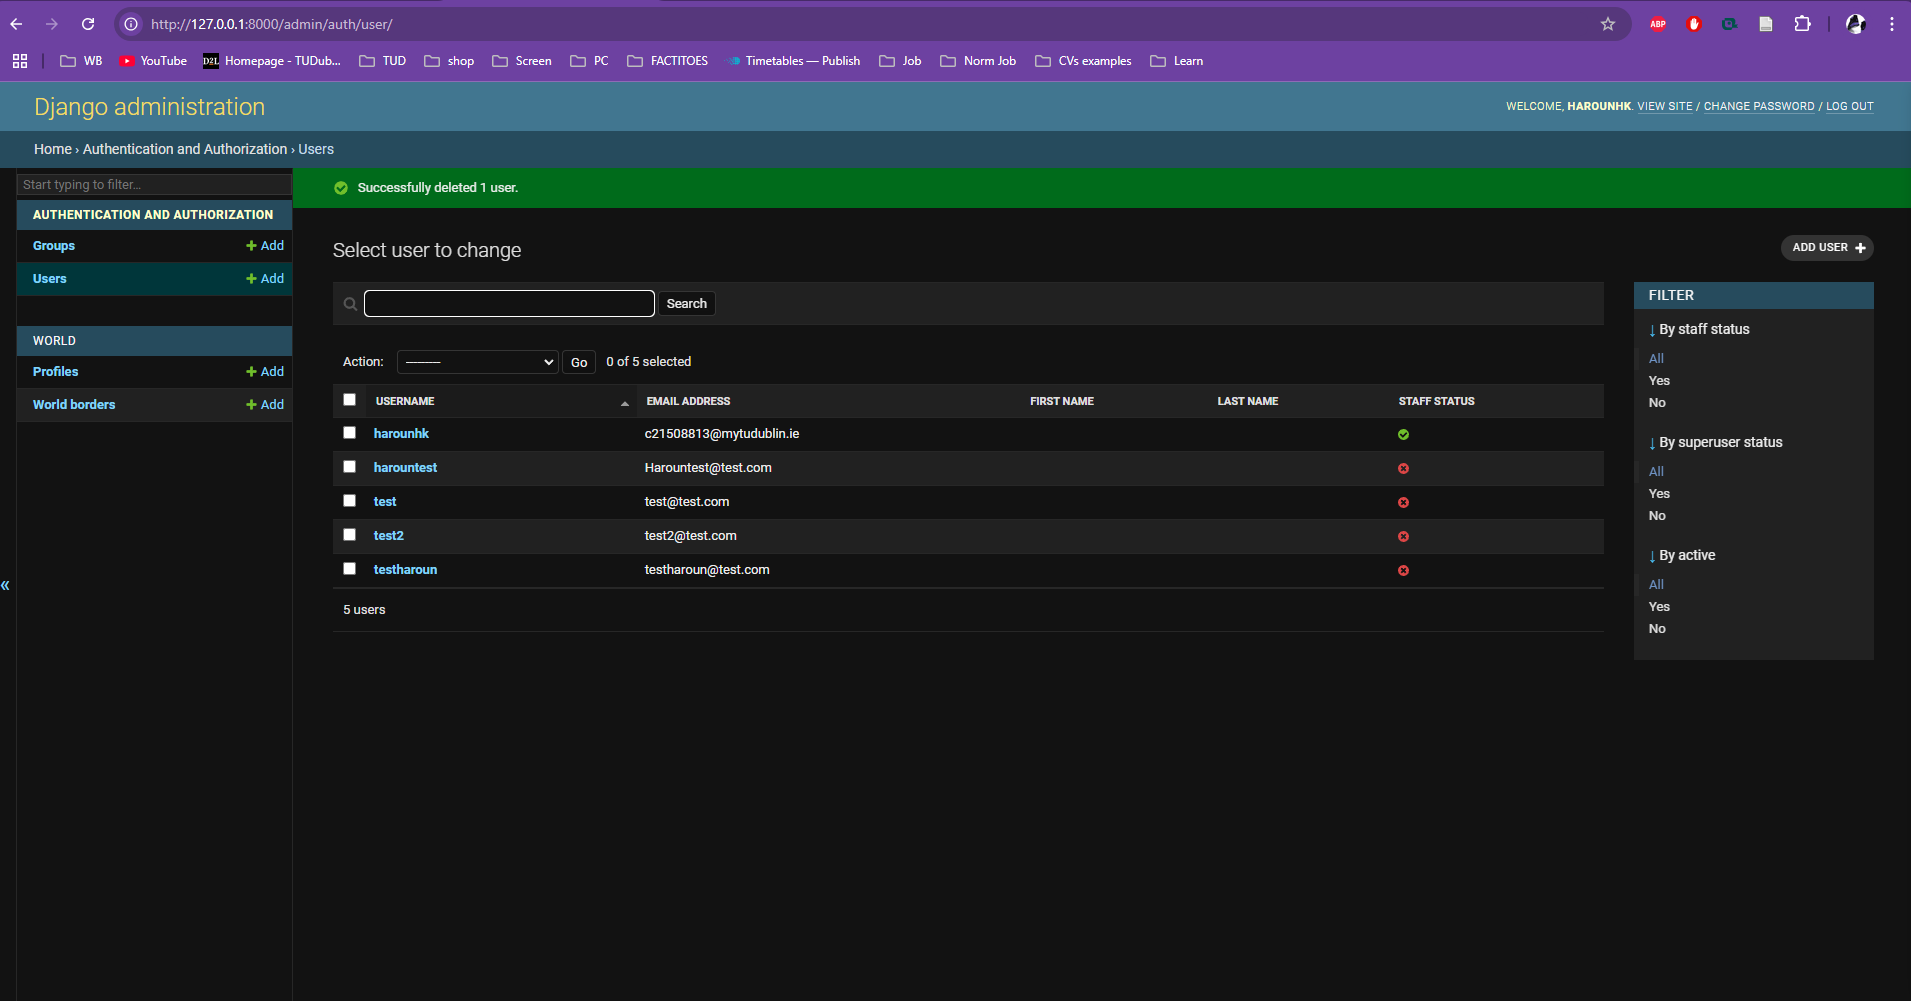 http://127.0.0.1:8000/admin/auth/user/
ABP
WB YouTube D2L Homepage - TUDub... TUD shop Screen PC FACTITOES Timetables — Publish Job Norm Job CVs examples Learn
Django administration
WELCOME, HAROUNHK. VIEW SITE / CHANGE PASSWORD / LOG OUT
Home › Authentication and Authorization › Users
Start typing to filter...
AUTHENTICATION AND AUTHORIZATION
Groups + Add
Users + Add
WORLD
Profiles + Add
World borders + Add
«
Successfully deleted 1 user.
Select user to change
ADD USER +
Search
Action: --------- Go 0 of 5 selected
USERNAME EMAIL ADDRESS FIRST NAME LAST NAME STAFF STATUS
harounhk c21508813@mytudublin.ie
harountest Harountest@test.com
test test@test.com
test2 test2@test.com
testharoun testharoun@test.com
5 users
FILTER
↓ By staff status
All
Yes
No
↓ By superuser status
All
Yes
No
↓ By active
All
Yes
No